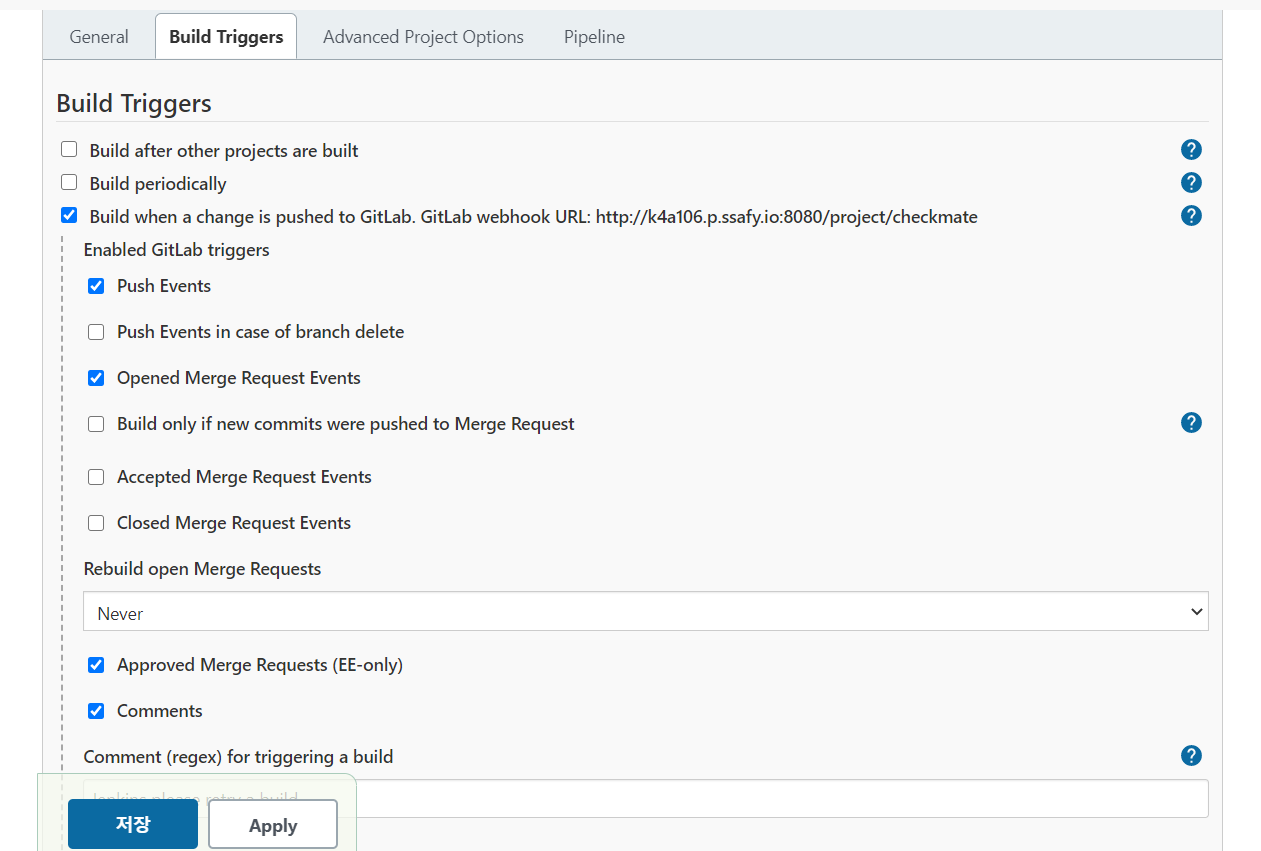 General Build Triggers Advanced Project Options Pipeline
Build Triggers
Build after other projects are built ?
Build periodically ?
Build when a change is pushed to GitLab. GitLab webhook URL: http://k4a106.p.ssafy.io:8080/project/checkmate ?
Enabled GitLab triggers
Push Events
Push Events in case of branch delete
Opened Merge Request Events
Build only if new commits were pushed to Merge Request ?
Accepted Merge Request Events
Closed Merge Request Events
Rebuild open Merge Requests
Never
Approved Merge Requests (EE-only)
Comments
Comment (regex) for triggering a build ?
Jenkins please retry a build
저장 Apply